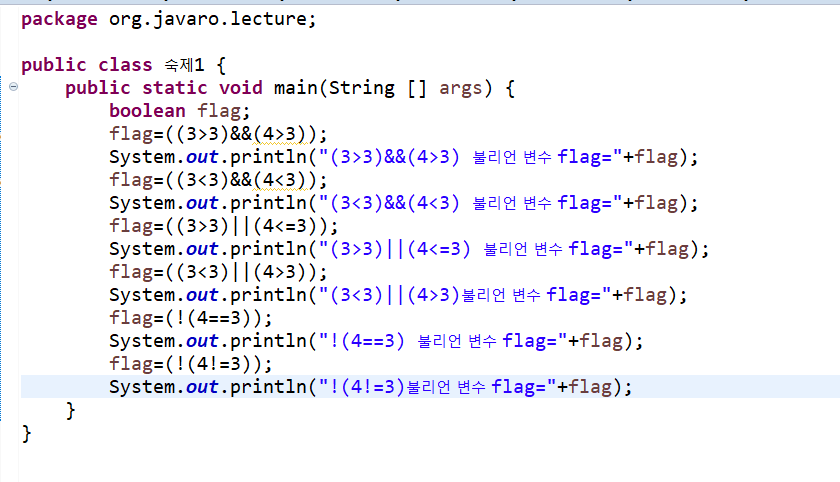 package org.javaro.lecture;
public class 숙제1 {
public static void main(String [] args) {
boolean flag;
flag=((3>3)&&(4>3));
System.out.println("(3>3)&&(4>3) 불리언 변수 flag="+flag);
flag=((3<3)&&(4<3));
System.out.println("(3<3)&&(4<3) 불리언 변수 flag="+flag);
flag=((3>3)||(4<=3));
System.out.println("(3>3)||(4<=3) 불리언 변수 flag="+flag);
flag=((3<3)||(4>3));
System.out.println("(3<3)||(4>3)불리언 변수 flag="+flag);
flag=(!(4==3));
System.out.println("!(4==3) 불리언 변수 flag="+flag);
flag=(!(4!=3));
System.out.println("!(4!=3)불리언 변수 flag="+flag);
}
}